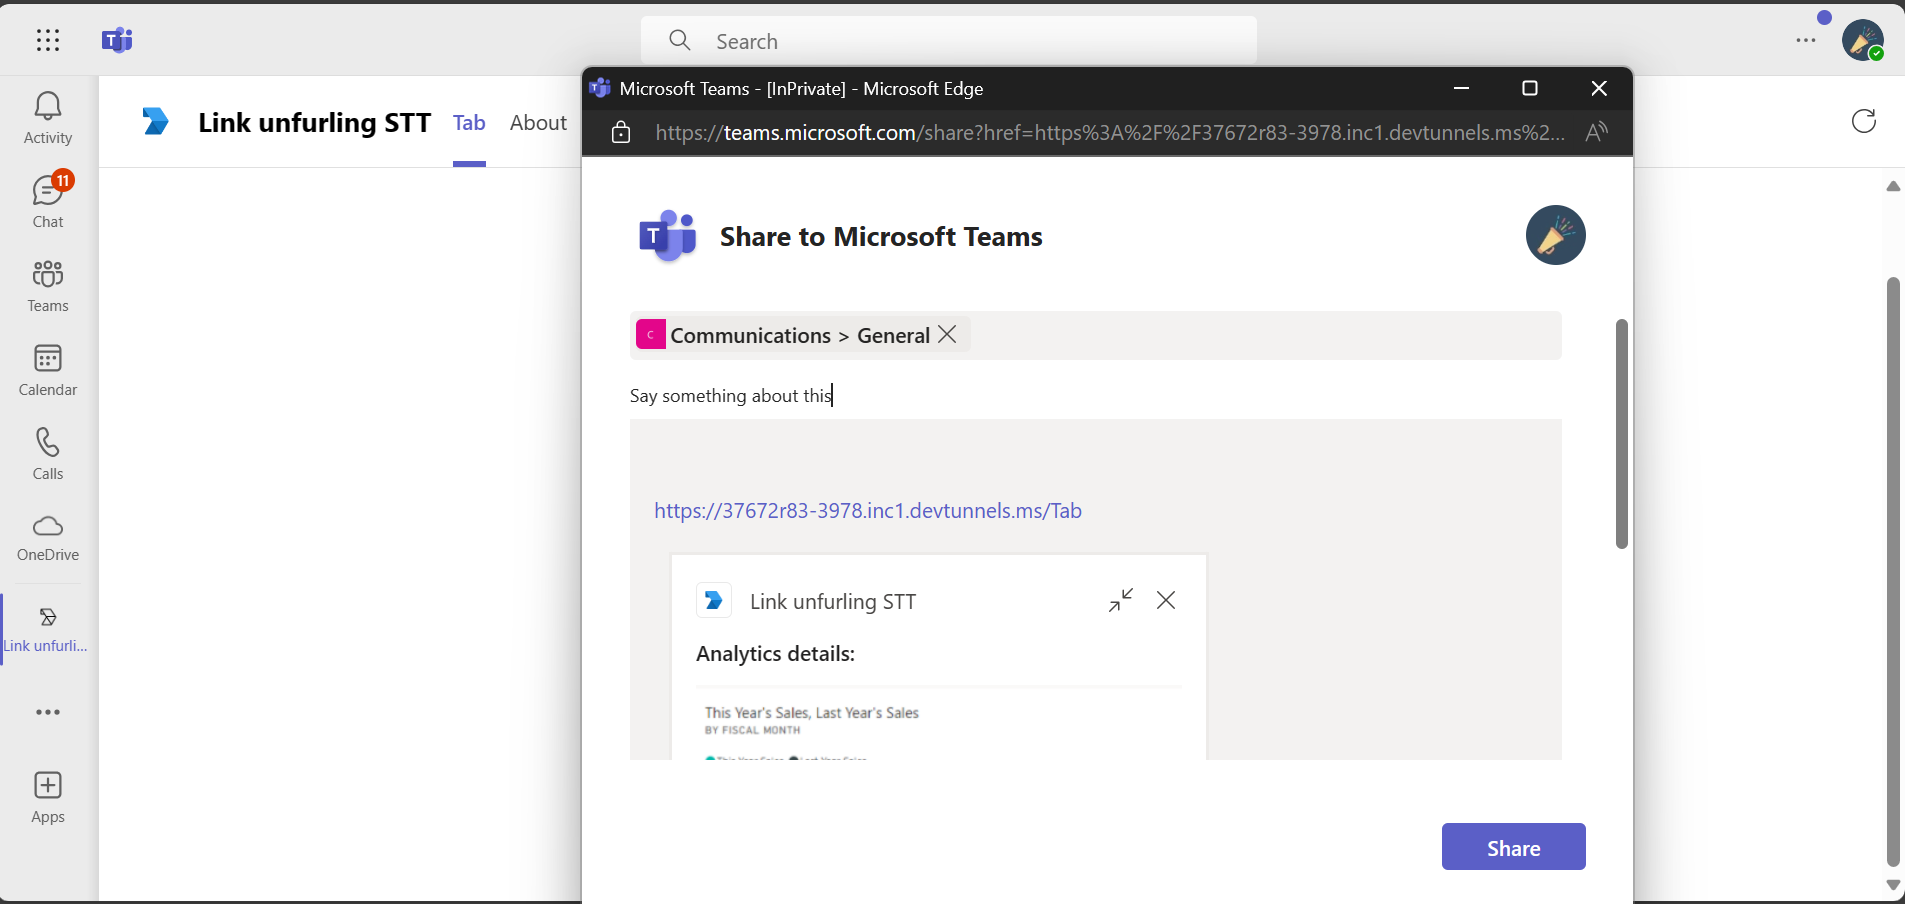 Search
Activity
11
Chat
Teams
Calendar
Calls
OneDrive
Link unfurli...
Apps
Link unfurling STT
Tab
About
Microsoft Teams - [InPrivate] - Microsoft Edge
https://teams.microsoft.com/share?href=https%3A%2F%2F37672r83-3978.inc1.devtunnels.ms%2...
T
Share to Microsoft Teams
C
Communications > General
Say something about this
https://37672r83-3978.inc1.devtunnels.ms/Tab
Link unfurling STT
Analytics details:
This Year's Sales, Last Year's Sales
BY FISCAL MONTH
Share